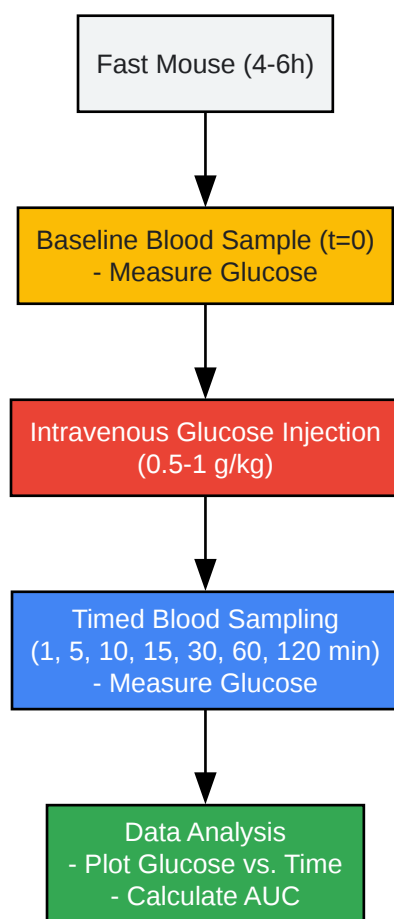 Fast Mouse (4-6h)
Baseline Blood Sample (t=0)
- Measure Glucose
Intravenous Glucose Injection
(0.5-1 g/kg)
Timed Blood Sampling
(1, 5, 10, 15, 30, 60, 120 min)
- Measure Glucose
Data Analysis
- Plot Glucose vs. Time
- Calculate AUC